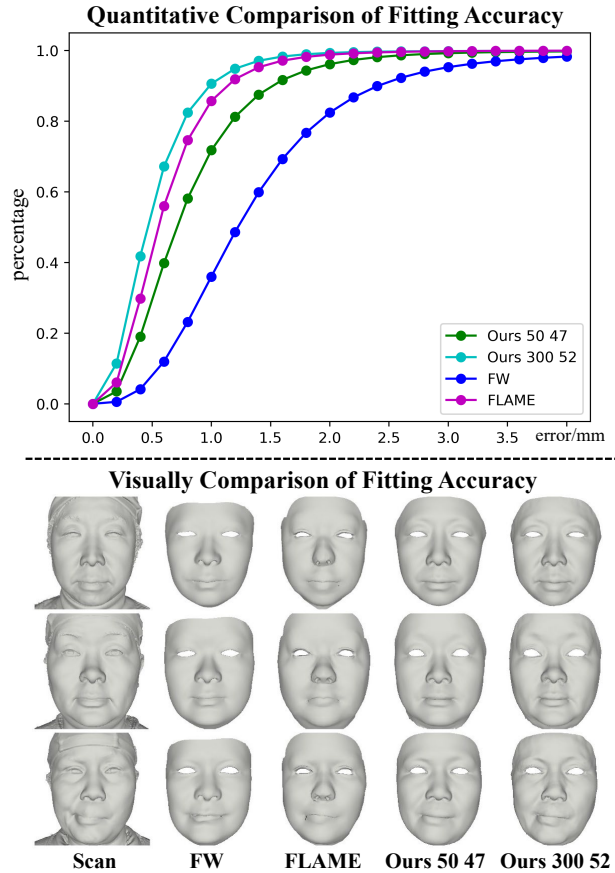 Quantitative Comparison of Fitting Accuracy
1.0
0.8
0.6
0.4
0.2
0.0
percentage
Ours 50 47
Ours 300 52
FW
FLAME
0.0 0.5 1.0 1.5 2.0 2.5 3.0 3.5 error/mm
Visually Comparison of Fitting Accuracy
Scan FW FLAME Ours 50 47 Ours 300 52